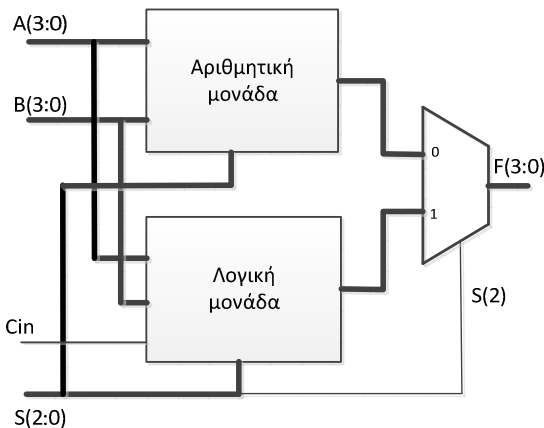 A(3:0)
Αριθμητική
μονάδα
B(3:0)
0
F(3:0)
1
Λογική
μονάδα
S(2)
Cin
S(2:0)